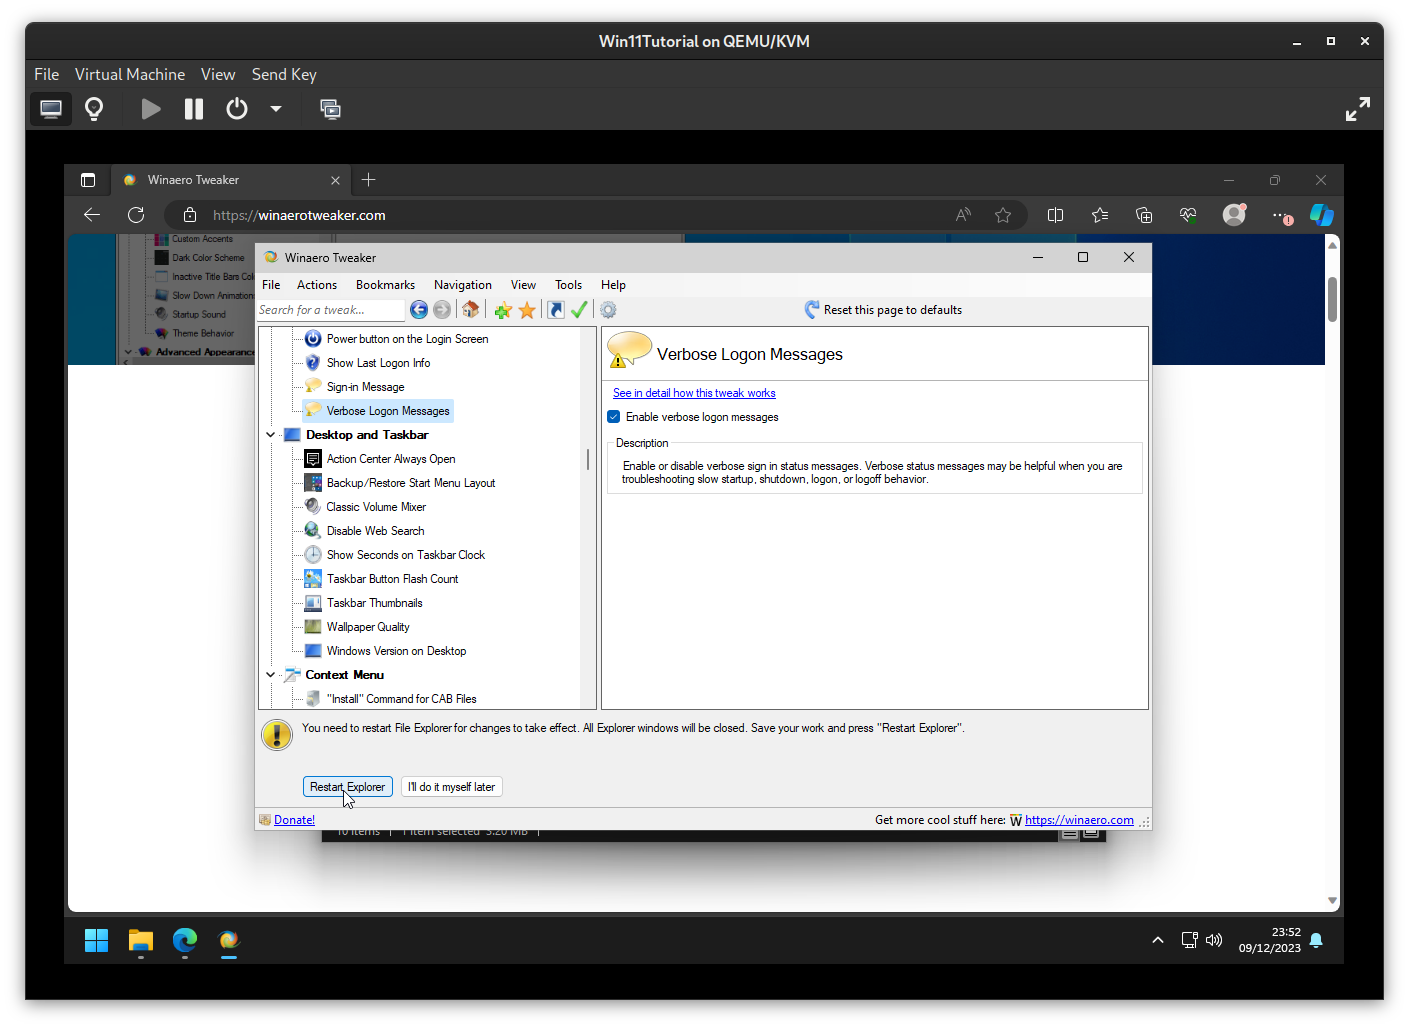 Win11Tutorial on QEMU/KVM
File Virtual Machine View Send Key
Winaero Tweaker
https://winaerotweaker.com
Custom Accents
Dark Color Scheme
Inactive Title Bars Col
Slow Down Animation
Startup Sound
Theme Behavior
Advanced Appearance
Winaero Tweaker
File Actions Bookmarks Navigation View Tools Help
Search for a tweak...
Reset this page to defaults
Power button on the Login Screen
Show Last Logon Info
Sign-in Message
Verbose Logon Messages
Desktop and Taskbar
Action Center Always Open
Backup/Restore Start Menu Layout
Classic Volume Mixer
Disable Web Search
Show Seconds on Taskbar Clock
Taskbar Button Flash Count
Taskbar Thumbnails
Wallpaper Quality
Windows Version on Desktop
Context Menu
"Install" Command for CAB Files
Verbose Logon Messages
See in detail how this tweak works
Enable verbose logon messages
Description
Enable or disable verbose sign in status messages. Verbose status messages may be helpful when you are
troubleshooting slow startup, shutdown, logon, or logoff behavior.
You need to restart File Explorer for changes to take effect. All Explorer windows will be closed. Save your work and press "Restart Explorer".
Restart Explorer
I'll do it myself later
Donate!
Get more cool stuff here: https://winaero.com
10 items 1 item selected 3.20 MB
23:52
09/12/2023